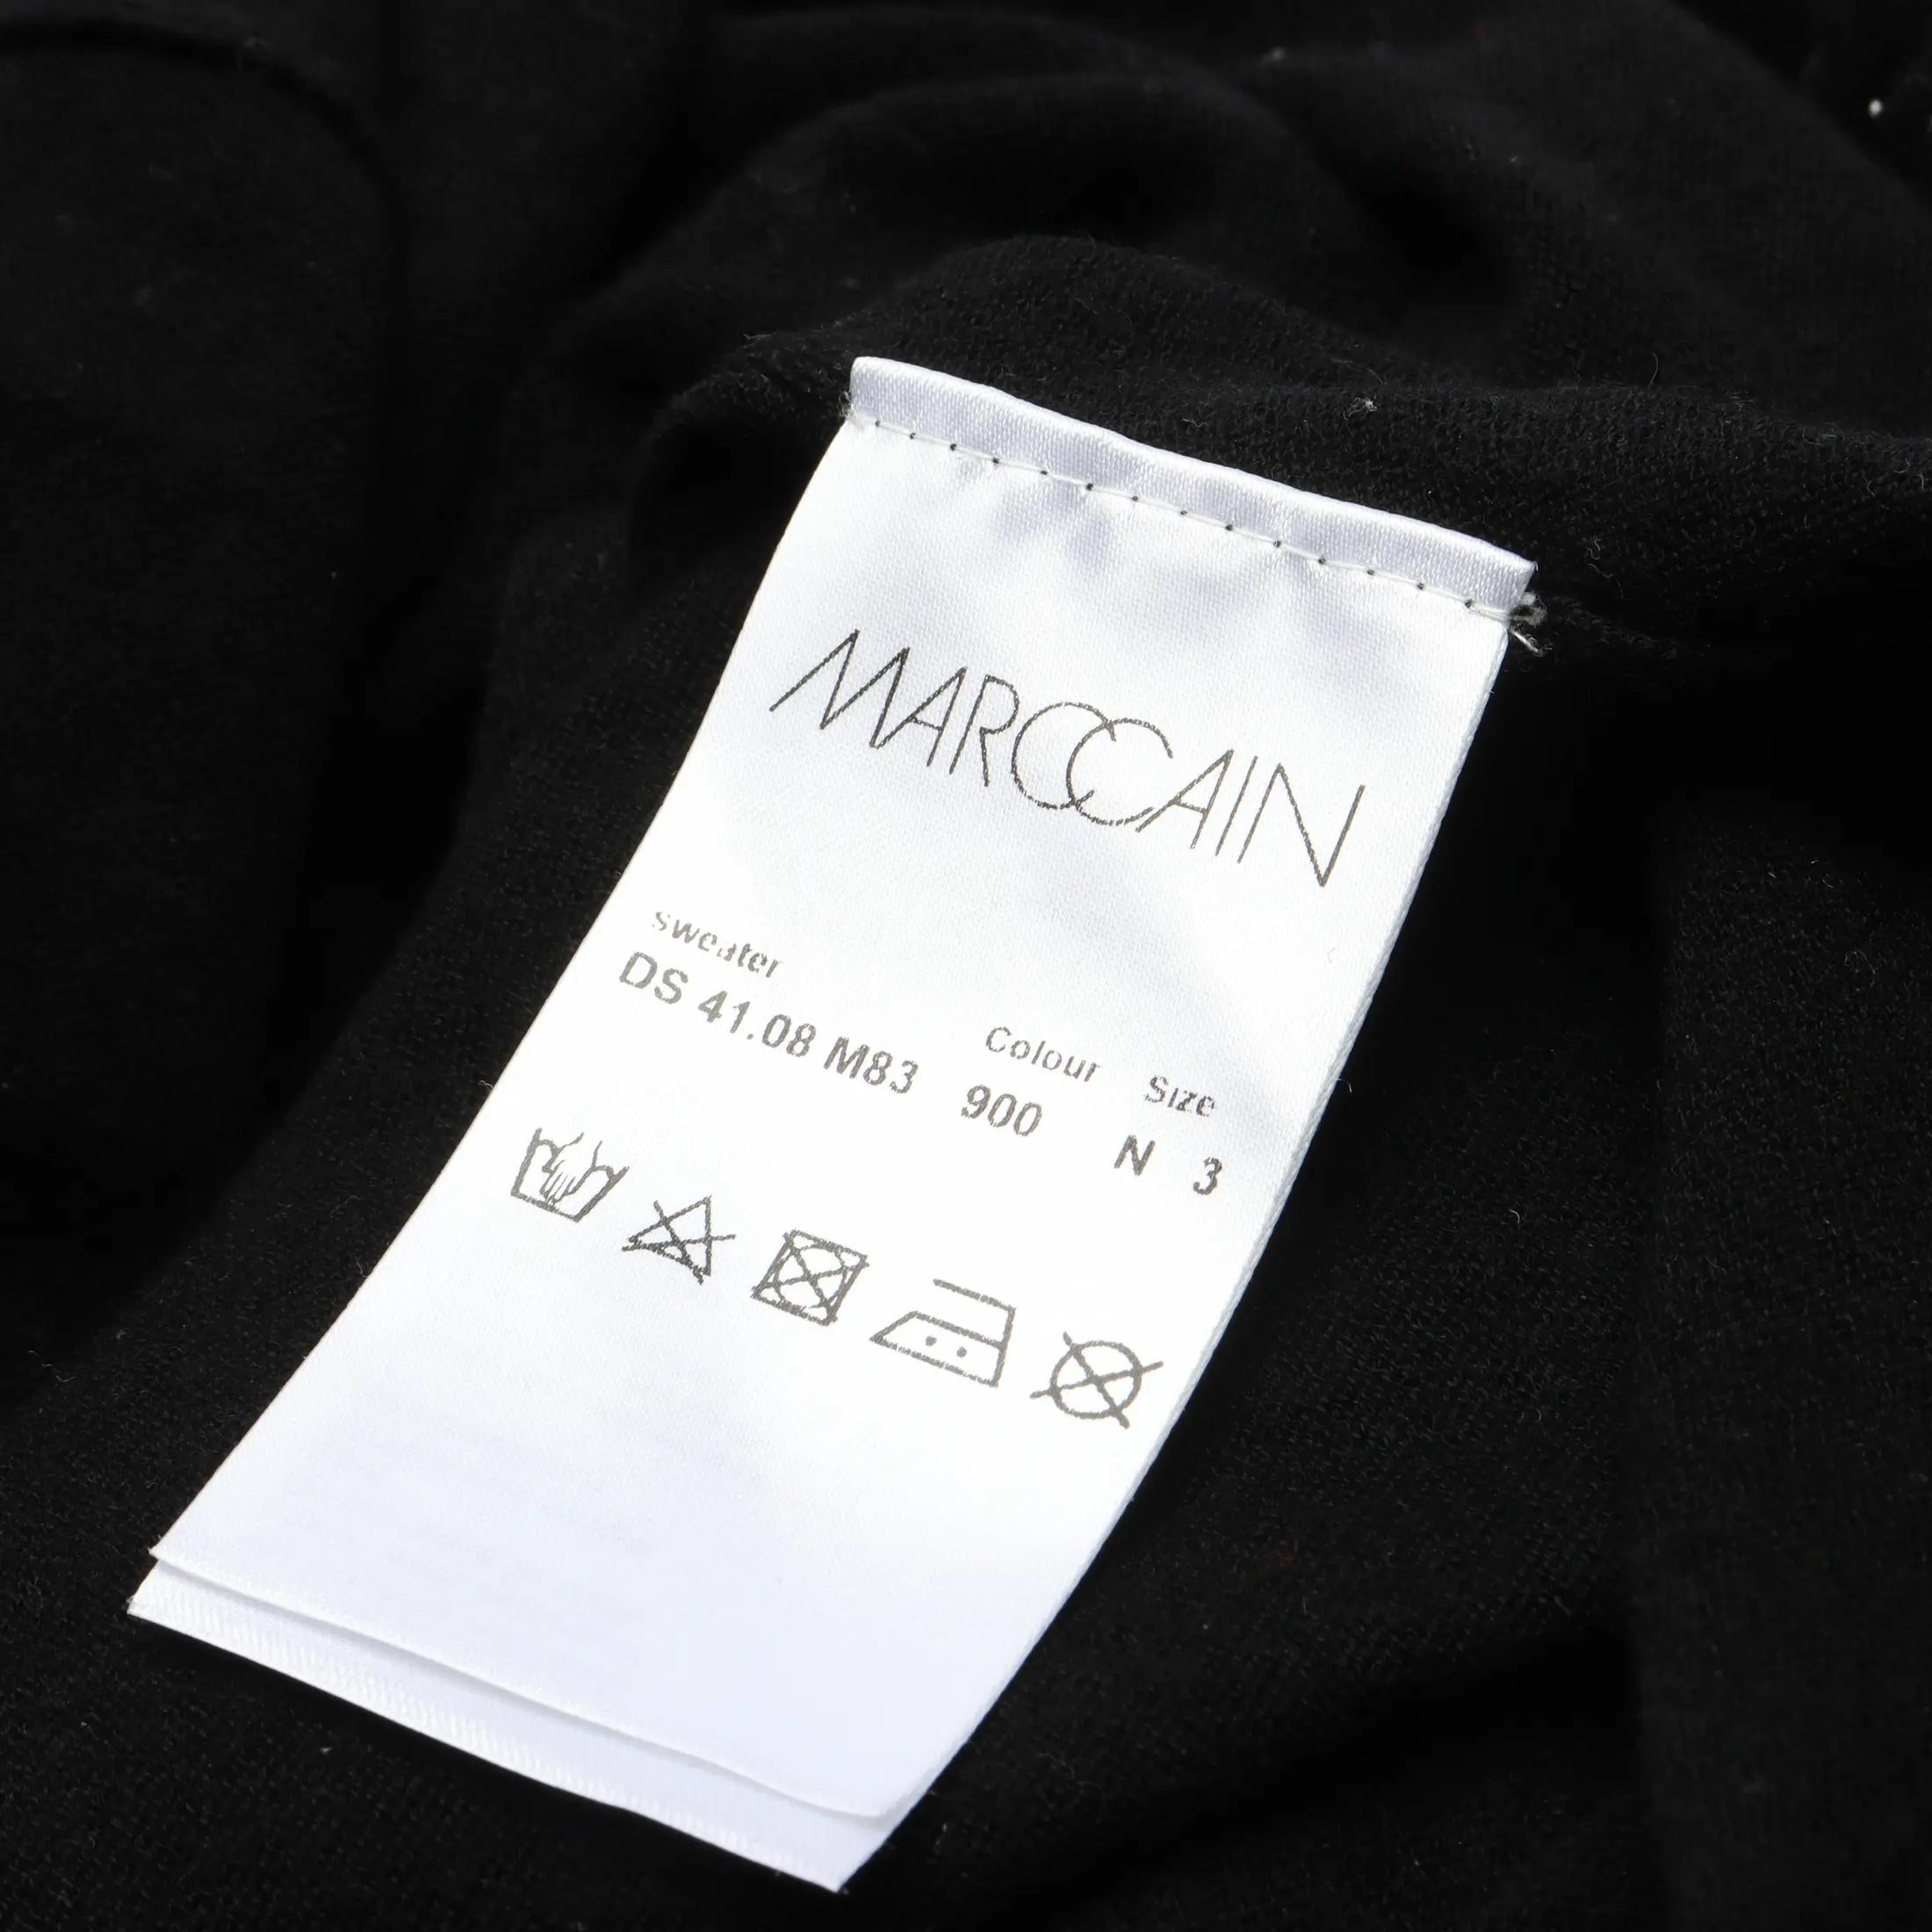 MARCCAIN
sweater
Colour Size
DS 41.08 M83 900 N 3